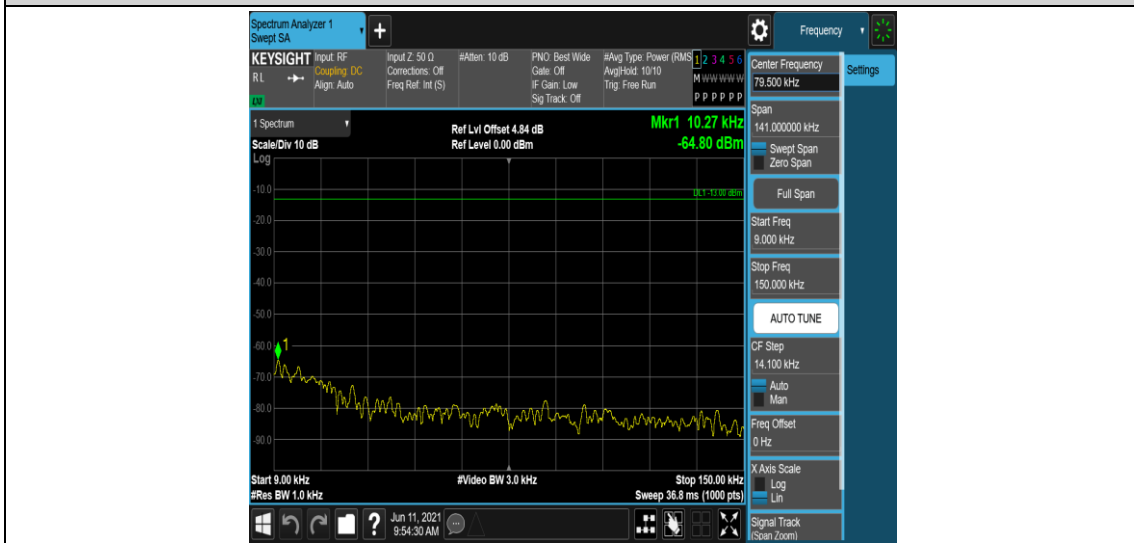 Spectrum Analyzer 1
Swept SA
+
Frequency
KEYSIGHT
R L
LXI
Input: RF
Coupling: DC
Align: Auto
Input Z: 50 Ω
Corrections: Off
Freq Ref: Int (S)
#Atten: 10 dB
PNO: Best Wide
Gate: Off
IF Gain: Low
Sig Track: Off
#Avg Type: Power (RMS
Avg|Hold: 10/10
Trig: Free Run
1 2 3 4 5 6
M W W W W W
P P P P P P
1 Spectrum
Scale/Div 10 dB
Ref Lvl Offset 4.84 dB
Ref Level 0.00 dBm
Mkr1 10.27 kHz
-64.80 dBm
Log
-10.0
DL1 -13.00 dBm
-20.0
-30.0
-40.0
-50.0
-60.0
1
-70.0
-80.0
-90.0
Start 9.00 kHz
#Video BW 3.0 kHz
Stop 150.00 kHz
#Res BW 1.0 kHz
Sweep 36.8 ms (1000 pts)
?
Jun 11, 2021
9:54:30 AM
Center Frequency
79.500 kHz
Settings
Span
141.000000 kHz
Swept Span
Zero Span
Full Span
Start Freq
9.000 kHz
Stop Freq
150.000 kHz
AUTO TUNE
CF Step
14.100 kHz
Auto
Man
Freq Offset
0 Hz
X Axis Scale
Log
Lin
Signal Track
(Span Zoom)